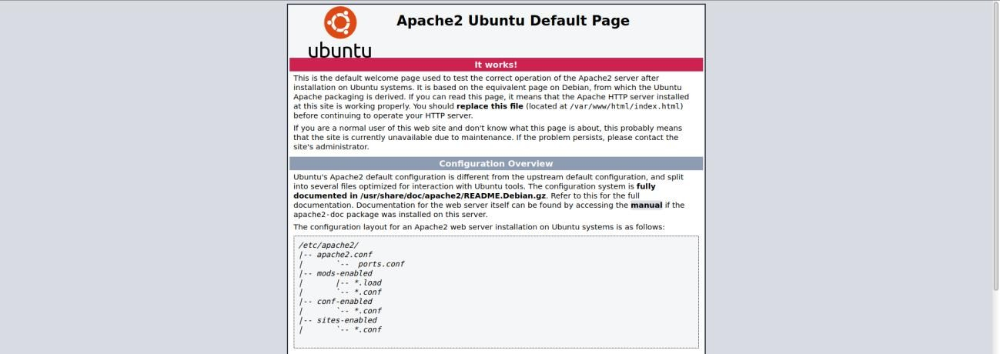 Apache2 Ubuntu Default Page
ubuntu
It works!
This is the default welcome page used to test the correct operation of the Apache2 server after
installation on Ubuntu systems. It is based on the equivalent page on Debian, from which the Ubuntu
Apache packaging is derived. If you can read this page, it means that the Apache HTTP server installed
at this site is working properly. You should replace this file (located at /var/www/html/index.html)
before continuing to operate your HTTP server.
If you are a normal user of this web site and don't know what this page is about, this probably means
that the site is currently unavailable due to maintenance. If the problem persists, please contact the
site's administrator.
Configuration Overview
Ubuntu's Apache2 default configuration is different from the upstream default configuration, and split
into several files optimized for interaction with Ubuntu tools. The configuration system is fully
documented in /usr/share/doc/apache2/README.Debian.gz. Refer to this for the full
documentation. Documentation for the web server itself can be found by accessing the manual if the
apache2-doc package was installed on this server.
The configuration layout for an Apache2 web server installation on Ubuntu systems is as follows:
/etc/apache2/
|-- apache2.conf
|       `--  ports.conf
|-- mods-enabled
|       |-- *.load
|       `-- *.conf
|-- conf-enabled
|       `-- *.conf
|-- sites-enabled
|       `-- *.conf